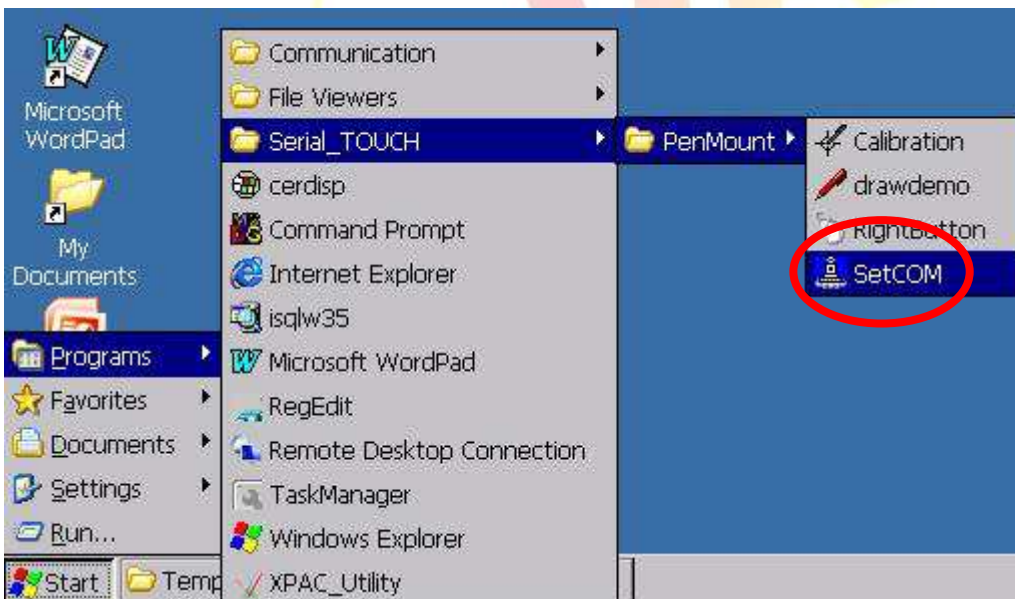 Microsoft
WordPad
My
Documents
Programs
Favorites
Documents
Settings
Run...
Start
Temp
Communication
File Viewers
Serial_TOUCH
cerdisp
Command Prompt
Internet Explorer
isqlw35
Microsoft WordPad
RegEdit
Remote Desktop Connection
TaskManager
Windows Explorer
XPAC_Utility
PenMount
Calibration
drawdemo
RightButton
SetCOM